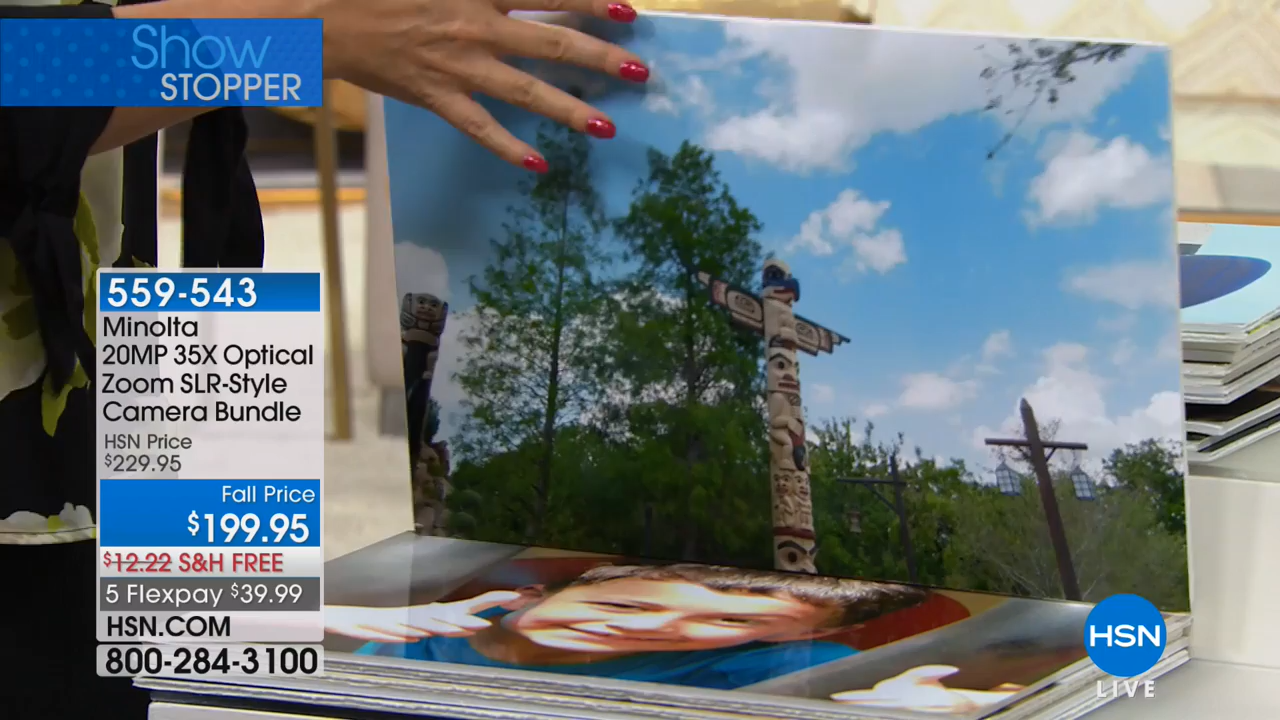 Show
STOPPER
559-543
Minolta
20MP 35X Optical
Zoom SLR-Style
Camera Bundle
HSN Price
$229.95
Fall Price
$199.95
$12.22 S&H FREE
5 Flexpay $39.99
HSN.COM
800-284-3100
HSN
LIVE